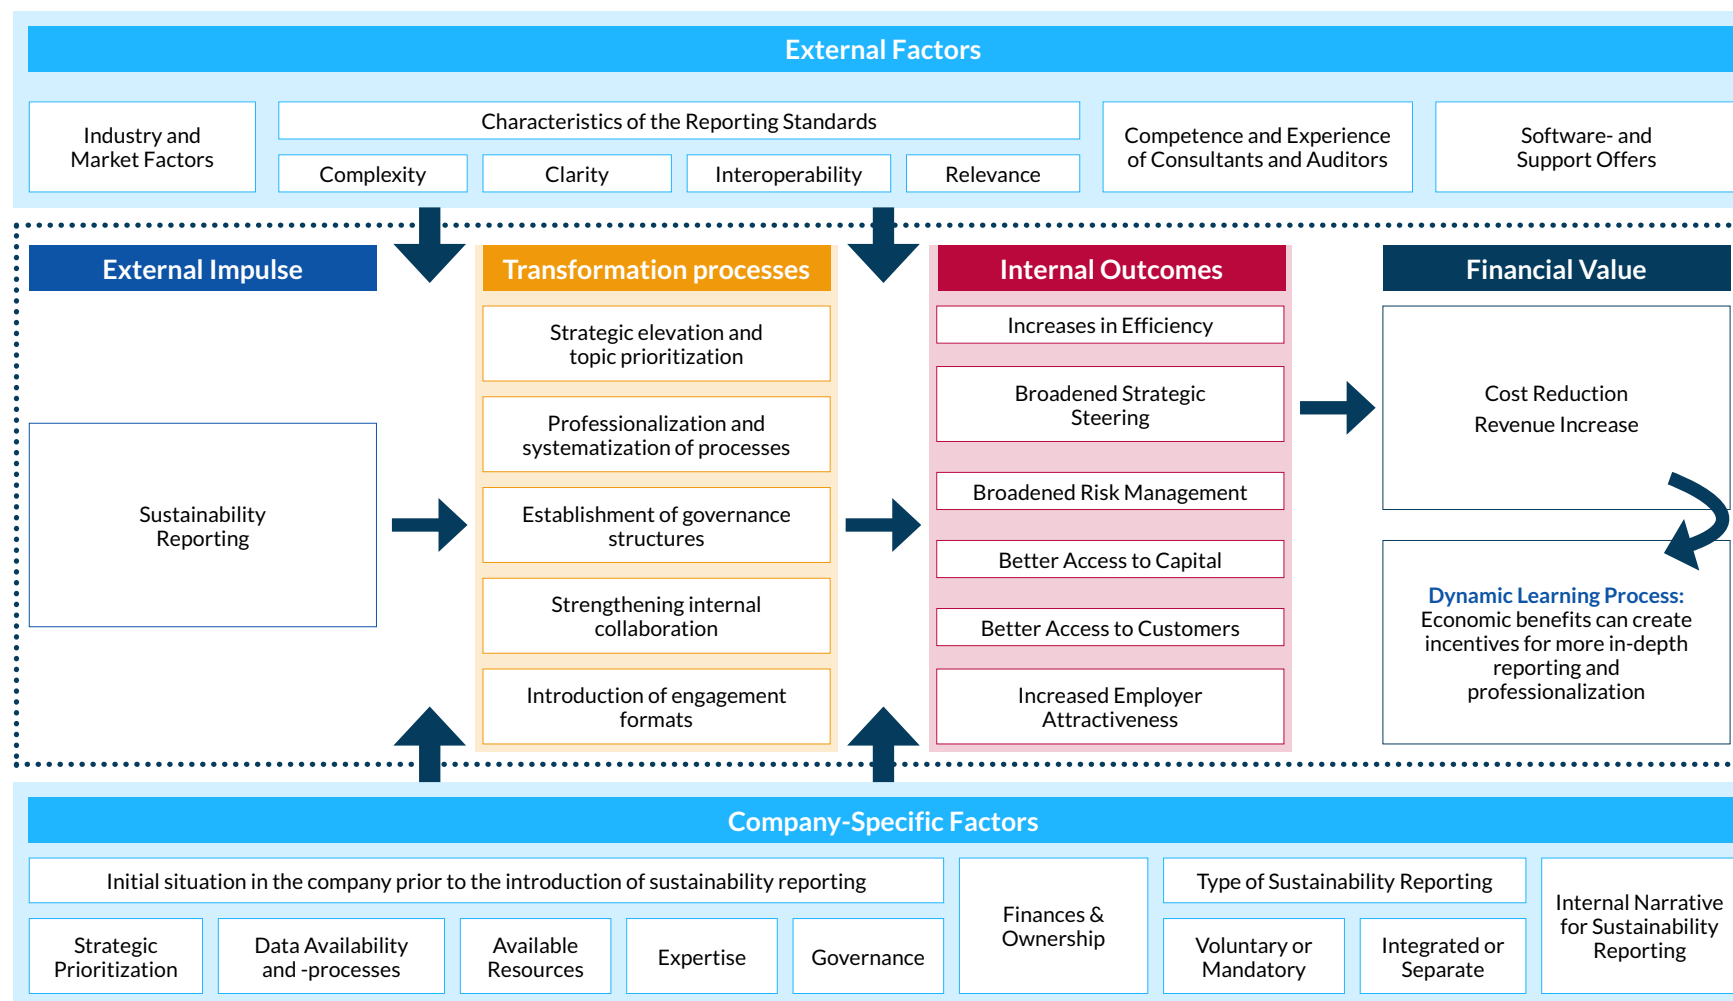 External Factors
Industry and
Market Factors
Characteristics of the Reporting Standards
Complexity
Clarity
Interoperability
Relevance
Competence and Experience
of Consultants and Auditors
Software- and
Support Offers
External Impulse
Sustainability
Reporting
Transformation processes
Strategic elevation and
topic prioritization
Professionalization and
systematization of processes
Establishment of governance
structures
Strengthening internal
collaboration
Introduction of engagement
formats
Internal Outcomes
Increases in Efficiency
Broadened Strategic
Steering
Broadened Risk Management
Better Access to Capital
Better Access to Customers
Increased Employer
Attractiveness
Financial Value
Cost Reduction
Revenue Increase
Dynamic Learning Process:
Economic benefits can create
incentives for more in-depth
reporting and
professionalization
Company-Specific Factors
Initial situation in the company prior to the introduction of sustainability reporting
Strategic
Prioritization
Data Availability
and -processes
Available
Resources
Expertise
Governance
Finances &
Ownership
Type of Sustainability Reporting
Voluntary or
Mandatory
Integrated or
Separate
Internal Narrative
for Sustainability
Reporting